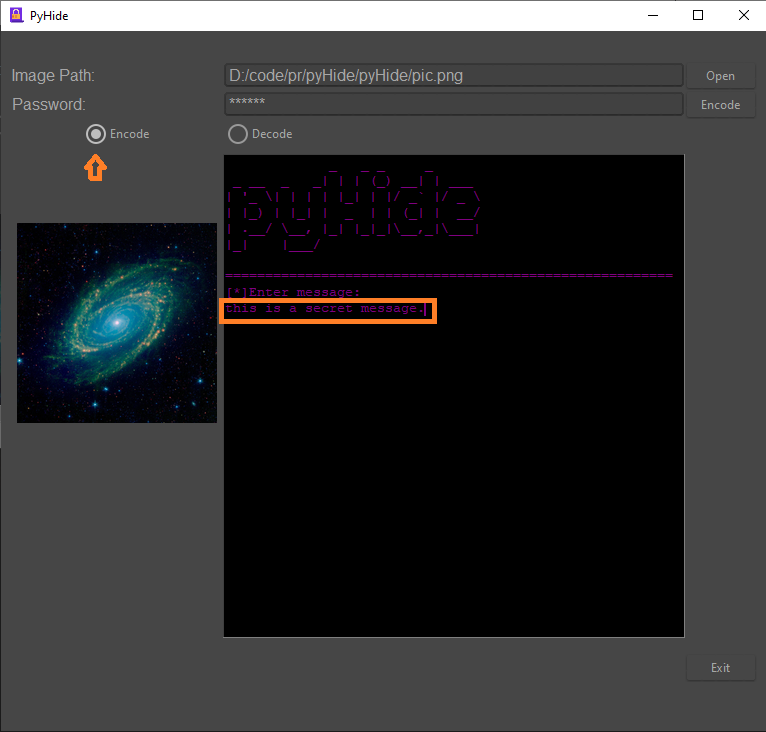 PyHide
Image Path: D:/code/pr/pyHide/pyHide/pic.png Open
Password: ****** Encode
Encode Decode
pyHide
============================================================
[*]Enter message:
this is a secret message.
Exit